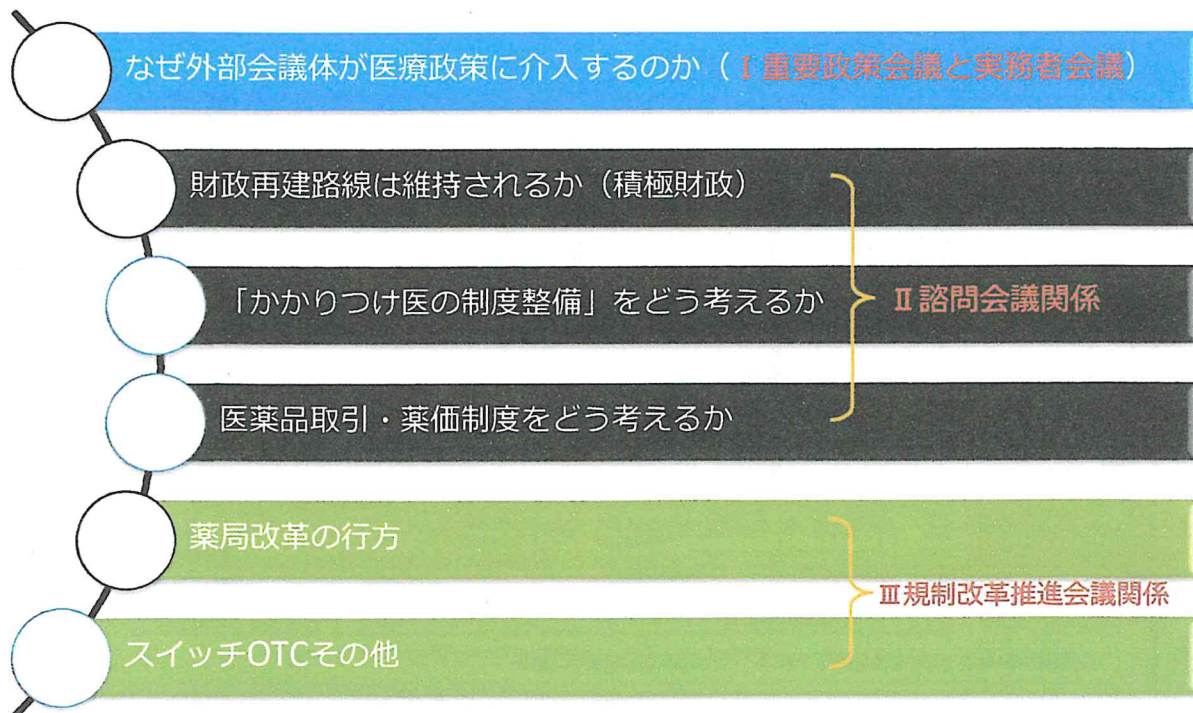 なぜ外部会議体が医療政策に介入するのか（Ⅰ重要政策会議と実務者会議）
財政再建路線は維持されるか（積極財政）
「かかりつけ医の制度整備」をどう考えるか
Ⅱ諮問会議関係
医薬品取引・薬価制度をどう考えるか
薬局改革の行方
Ⅲ規制改革推進会議関係
スイッチOTCその他